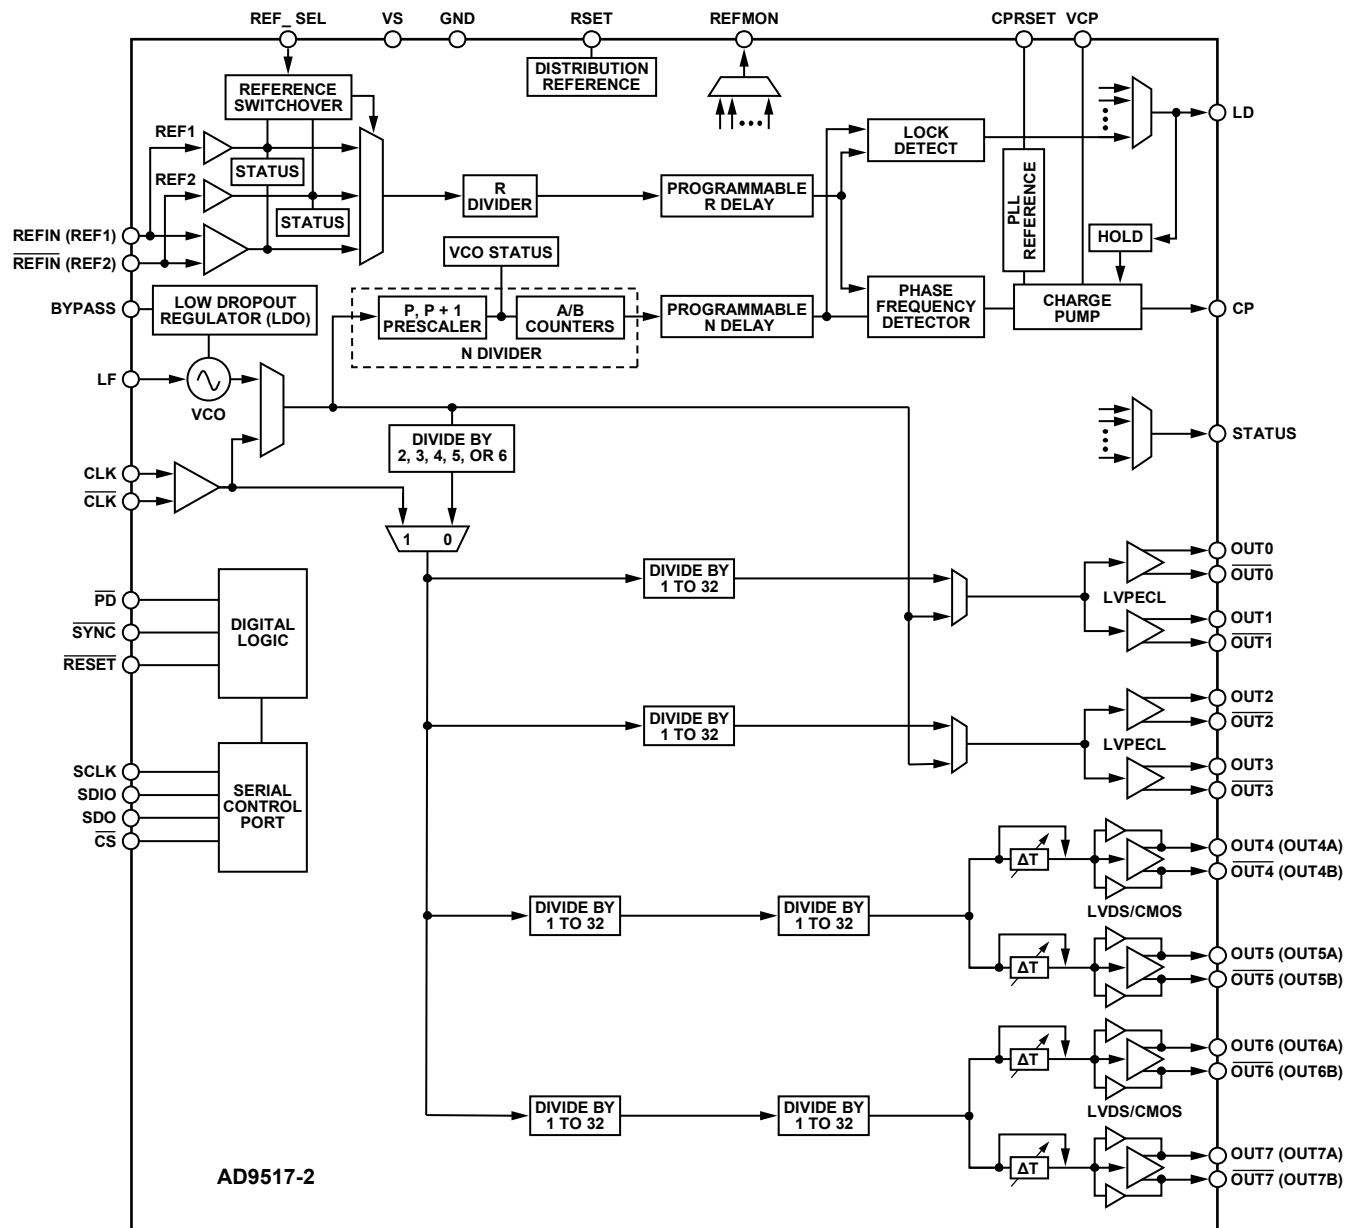 REF_ SEL
VS
GND
RSET
REFMON
CPRSET
VCP
DISTRIBUTION
REFERENCE
REFERENCE
SWITCHOVER
REF1
STATUS
REF2
STATUS
R
DIVIDER
PROGRAMMABLE
R DELAY
LOCK
DETECT
PLL
REFERENCE
HOLD
LD
REFIN (REF1)
REFIN (REF2)
BYPASS
LOW DROPOUT
REGULATOR (LDO)
VCO STATUS
P, P + 1
PRESCALER
A/B
COUNTERS
N DIVIDER
PROGRAMMABLE
N DELAY
PHASE
FREQUENCY
DETECTOR
CHARGE
PUMP
CP
LF
VCO
STATUS
DIVIDE BY
2, 3, 4, 5, OR 6
CLK
CLK
1 0
PD
SYNC
RESET
DIGITAL
LOGIC
SCLK
SDIO
SDO
CS
SERIAL
CONTROL
PORT
DIVIDE BY
1 TO 32
LVPECL
OUT0
OUT0
OUT1
OUT1
DIVIDE BY
1 TO 32
LVPECL
OUT2
OUT2
OUT3
OUT3
DIVIDE BY
1 TO 32
DIVIDE BY
1 TO 32
ΔT
ΔT
LVDS/CMOS
OUT4 (OUT4A)
OUT4 (OUT4B)
OUT5 (OUT5A)
OUT5 (OUT5B)
DIVIDE BY
1 TO 32
DIVIDE BY
1 TO 32
ΔT
ΔT
LVDS/CMOS
OUT6 (OUT6A)
OUT6 (OUT6B)
OUT7 (OUT7A)
OUT7 (OUT7B)
AD9517-2